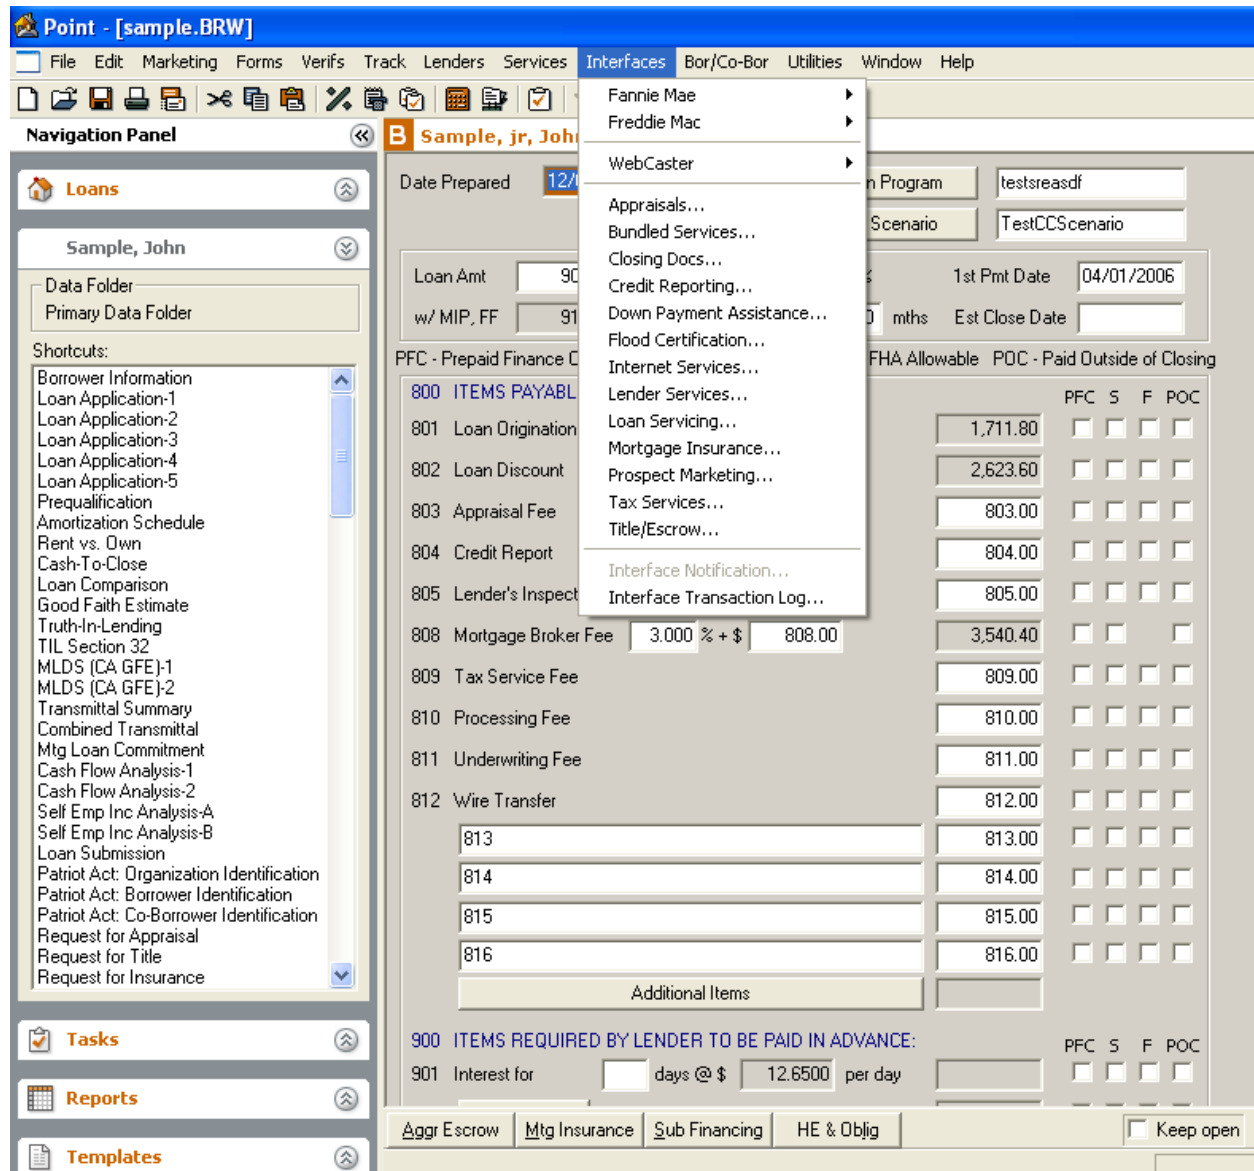 Point - [sample.BRW]
File Edit Marketing Forms Verifs Track Lenders Services Interfaces Bor/Co-Bor Utilities Window Help
Navigation Panel
Loans
Sample, John
Data Folder
Primary Data Folder
Shortcuts:
Borrower Information
Loan Application-1
Loan Application-2
Loan Application-3
Loan Application-4
Loan Application-5
Prequalification
Amortization Schedule
Rent vs. Own
Cash-To-Close
Loan Comparison
Good Faith Estimate
Truth-In-Lending
TIL Section 32
MLDS (CA GFE)-1
MLDS (CA GFE)-2
Transmittal Summary
Combined Transmittal
Mtg Loan Commitment
Cash Flow Analysis-1
Cash Flow Analysis-2
Self Emp Inc Analysis-A
Self Emp Inc Analysis-B
Loan Submission
Patriot Act: Organization Identification
Patriot Act: Borrower Identification
Patriot Act: Co-Borrower Identification
Request for Appraisal
Request for Title
Request for Insurance
Tasks
Reports
Templates
Fannie Mae
Freddie Mac
WebCaster
Appraisals...
Bundled Services...
Closing Docs...
Credit Reporting...
Down Payment Assistance...
Flood Certification...
Internet Services...
Lender Services...
Loan Servicing...
Mortgage Insurance...
Prospect Marketing...
Tax Services...
Title/Escrow...
Interface Notification...
Interface Transaction Log...
B Sample, jr, Joh
Date Prepared 12/ n Program testsreasdf
Scenario TestCCScenario
Loan Amt 90 % 1st Pmt Date 04/01/2006
w/ MIP, FF 91 mths Est Close Date
PFC - Prepaid Finance C FHA Allowable POC - Paid Outside of Closing
800 ITEMS PAYABL PFC S F POC
801 Loan Origination 1,711.80
802 Loan Discount 2,623.60
803 Appraisal Fee 803.00
804 Credit Report 804.00
805 Lender's Inspect 805.00
808 Mortgage Broker Fee 3.000 % + $ 808.00 3,540.40
809 Tax Service Fee 809.00
810 Processing Fee 810.00
811 Underwriting Fee 811.00
812 Wire Transfer 812.00
813 813.00
814 814.00
815 815.00
816 816.00
Additional Items
900 ITEMS REQUIRED BY LENDER TO BE PAID IN ADVANCE: PFC S F POC
901 Interest for days @ $ 12.6500 per day
Aggr Escrow Mtg Insurance Sub Financing HE & Oblig Keep open